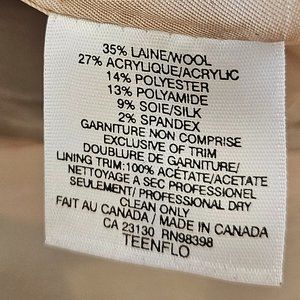 35% LAINE/WOOL
27% ACRYLIQUE/ACRYLIC
14% POLYESTER
13% POLYAMIDE
9% SOIE/SILK
2% SPANDEX
GARNITURE NON COMPRISE
EXCLUSIVE OF TRIM
DOUBLURE DE GARNITURE/
LINING TRIM:100% ACÉTATE/ACETATE
NETTOYAGE A SEC PROFESSIONEL
SEULEMENT/ PROFESSIONAL DRY
CLEAN ONLY
FAIT AU CANADA / MADE IN CANADA
CA 23130 RN98398
TEENFLO